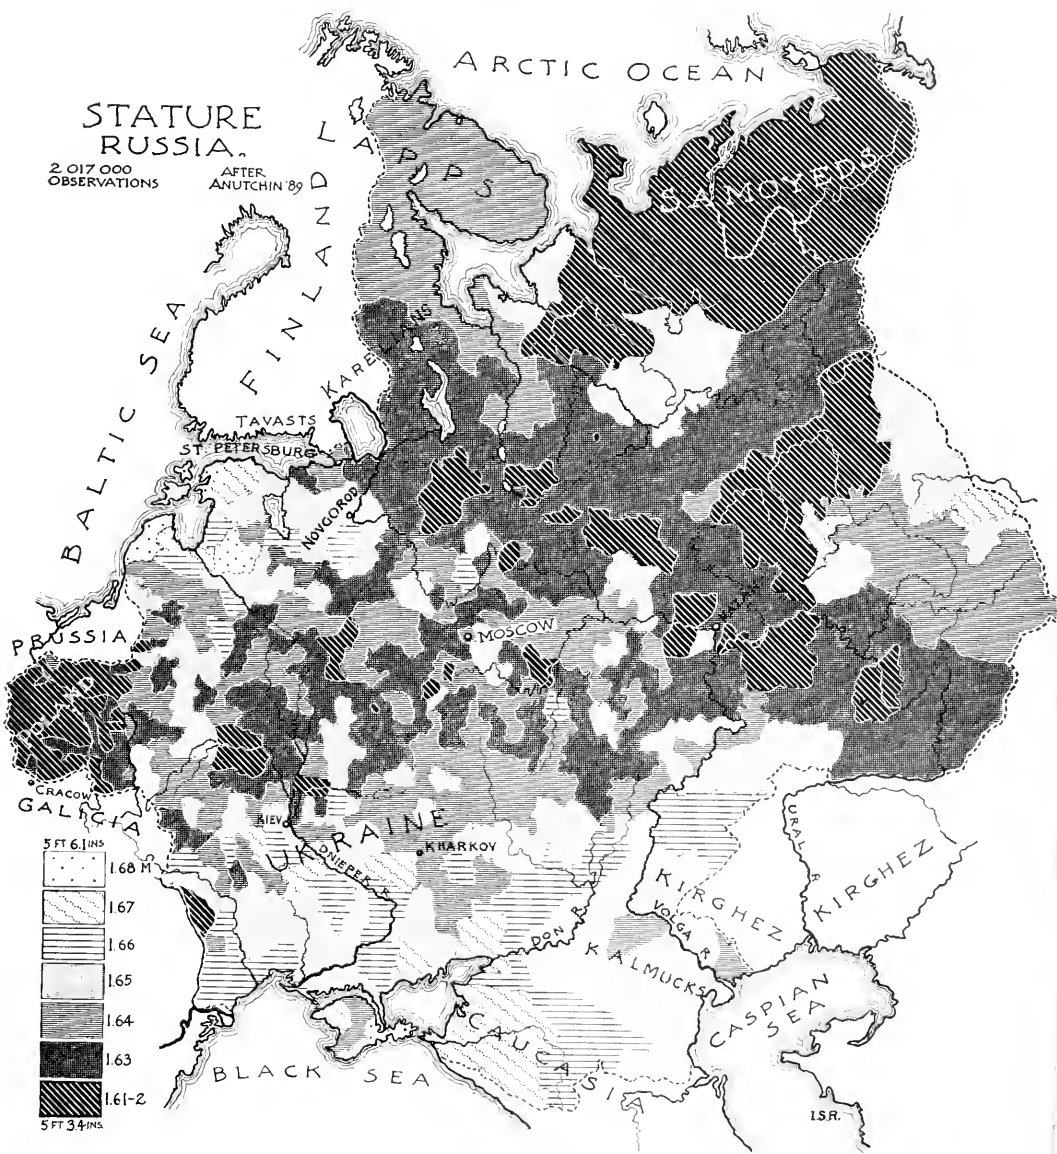 ARCTIC OCEAN
STATURE
RUSSIA.
2 017 000
OBSERVATIONS
AFTER
ANUTCHIN '89
LAPPS
SAMOYEDS
FINLAND
BALTIC SEA
KARELIANS
TAVASTS
ST. PETERSBURG
NOVGOROD
KAZAN
MOSCOW
PRUSSIA
POLAND
CRACOW
GALICIA
KIEV
UKRAINE
DNIEPER R.
KHARKOV
URAL R.
KIRGHEZ
KIRGHEZ
VOLGA R.
DON R.
KALMUCKS
CASPIAN
SEA
CAUCASIA
BLACK SEA
5 FT 6.1 INS
1.68 M
1.67
1.66
1.65
1.64
1.63
1.61-2
5 FT 3.4 INS.
I.S.R.